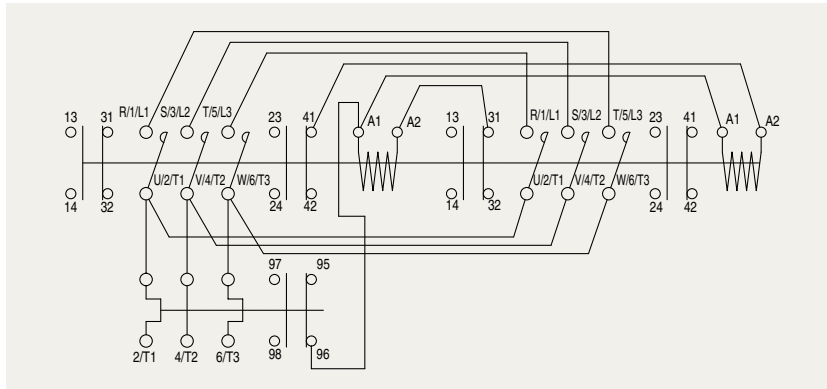 13 31 R/1/L1 S/3/L2 T/5/L3 23 41 A1 A2 13 31 R/1/L1 S/3/L2 T/5/L3 23 41 A1 A2
U/2/T1 V/4/T2 W/6/T3 U/2/T1 V/4/T2 W/6/T3
14 32 24 42 14 32 24 42
97 95
2/T1 4/T2 6/T3 98 96